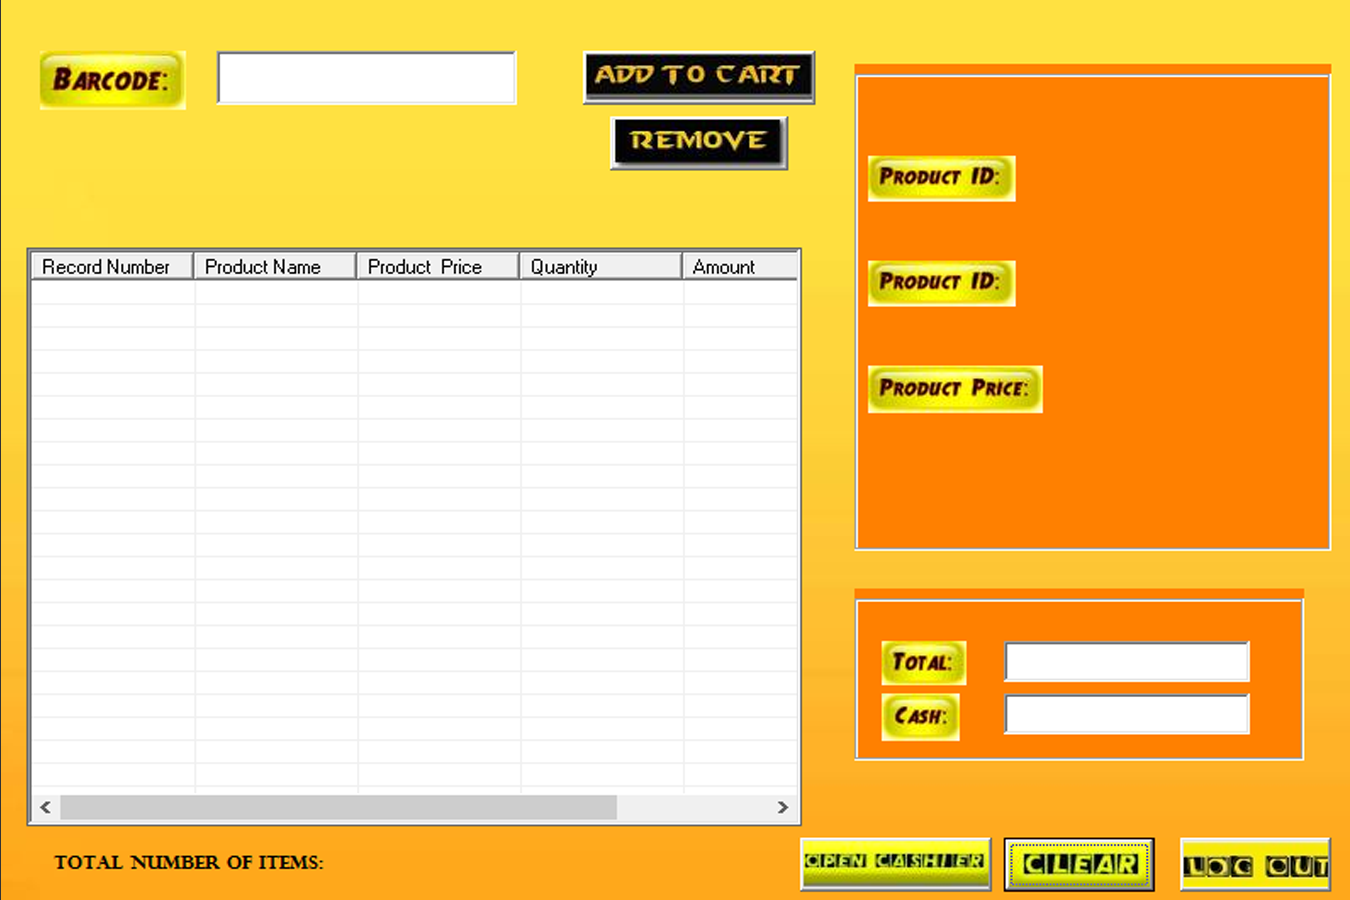 BARCODE:
ADD TO CART
REMOVE
PRODUCT ID:
Record Number Product Name Product Price Quantity Amount
PRODUCT ID:
PRODUCT PRICE:
TOTAL:
CASH:
TOTAL NUMBER OF ITEMS:
OPEN CASHIER CLEAR LOG OUT